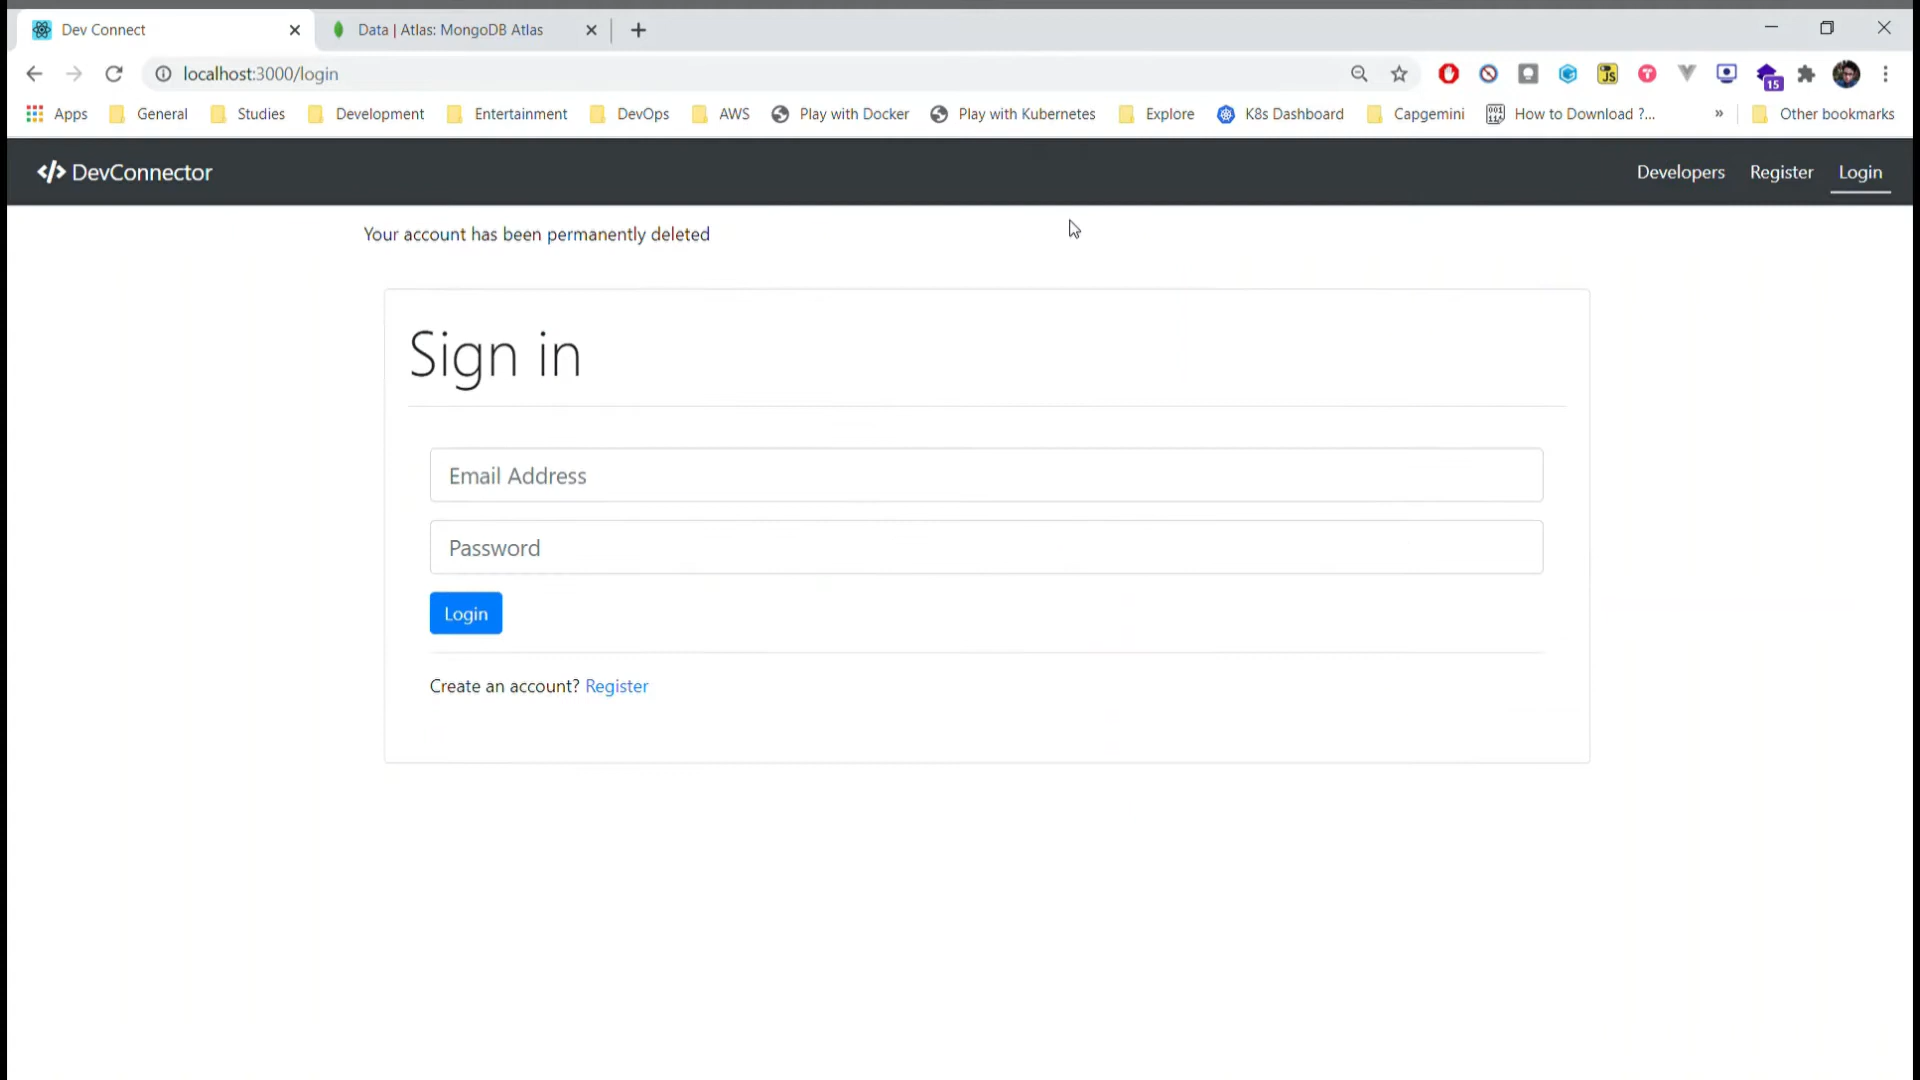 Dev Connect
Data | Atlas: MongoDB Atlas
localhost:3000/login
15
Apps General Studies Development Entertainment DevOps AWS Play with Docker Play with Kubernetes Explore K8s Dashboard Capgemini How to Download ?... » Other bookmarks
</> DevConnector Developers Register Login
Your account has been permanently deleted
Sign in
Email Address
Password
Login
Create an account? Register